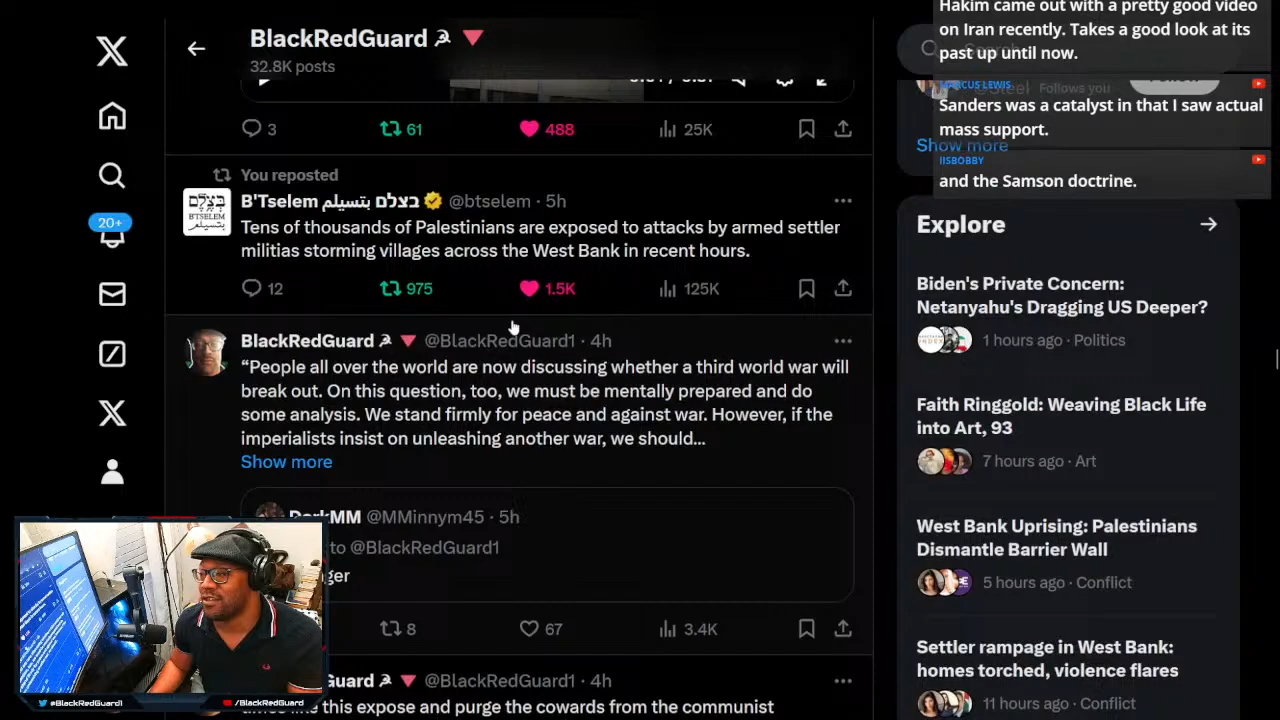 BlackRedGuard ☭ 🔻
32.8K posts
3
61
488
25K
You reposted
B'Tselem בצלם بتسيلم @btselem · 5h
Tens of thousands of Palestinians are exposed to attacks by armed settler
militias storming villages across the West Bank in recent hours.
12
975
1.5K
125K
BlackRedGuard ☭ 🔻 @BlackRedGuard1 · 4h
“People all over the world are now discussing whether a third world war will
break out. On this question, too, we must be mentally prepared and do
some analysis. We stand firmly for peace and against war. However, if the
imperialists insist on unleashing another war, we should...
Show more
DarkMM @MMinnym45 · 5h
to @BlackRedGuard1
8
67
3.4K
Guard ☭ 🔻 @BlackRedGuard1 · 4h
this expose and purge the cowards from the communist
20+
#BlackRedGuard1
/BlackRedGuard
Hakim came out with a pretty good video
on Iran recently. Takes a good look at its
past up until now.
MARCUS LEWIS
Sanders was a catalyst in that I saw actual
mass support.
IISBOBBY
and the Samson doctrine.
Follows you
Show more
Explore
Biden's Private Concern:
Netanyahu's Dragging US Deeper?
1 hours ago · Politics
Faith Ringgold: Weaving Black Life
into Art, 93
7 hours ago · Art
West Bank Uprising: Palestinians
Dismantle Barrier Wall
5 hours ago · Conflict
Settler rampage in West Bank:
homes torched, violence flares
11 hours ago · Conflict